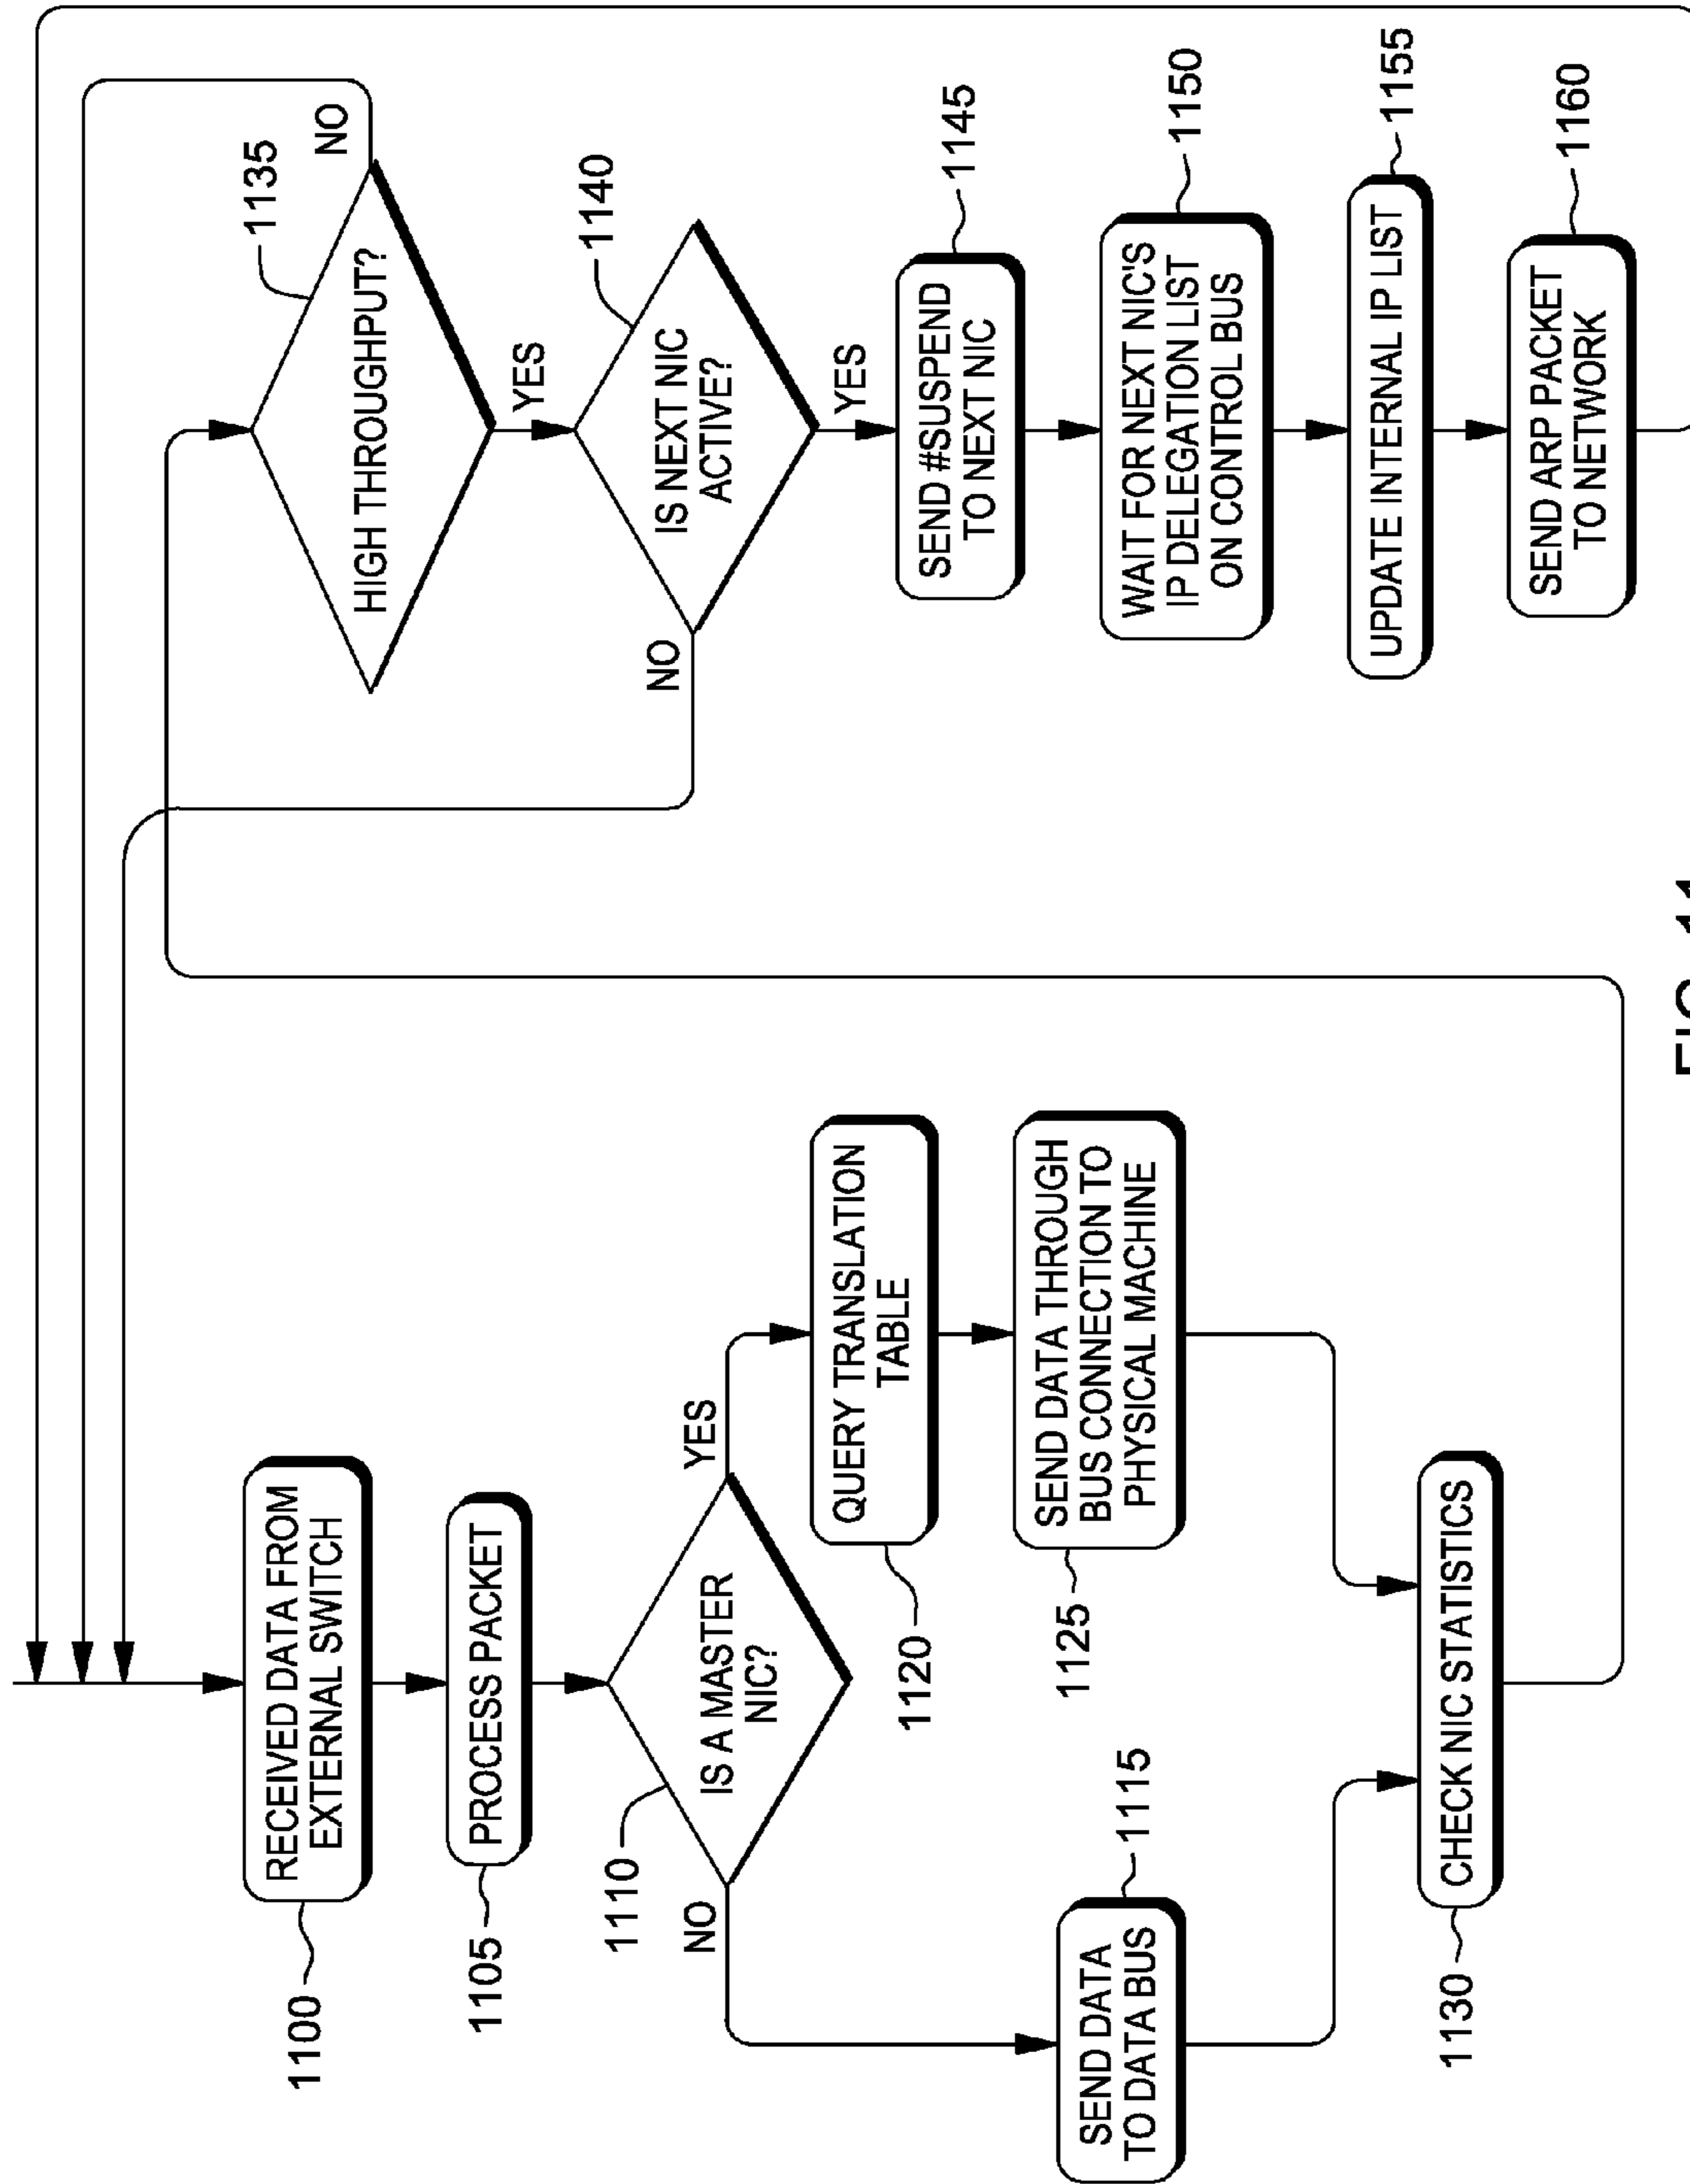 1100
RECEIVED DATA FROM
EXTERNAL SWITCH
1105
PROCESS PACKET
1110
IS A MASTER
NIC?
NO
YES
SEND DATA
TO DATA BUS
1115
1120
QUERY TRANSLATION
TABLE
1125
SEND DATA THROUGH
BUS CONNECTION TO
PHYSICAL MACHINE
1130
CHECK NIC STATISTICS
HIGH THROUGHPUT?
1135
NO
YES
IS NEXT NIC
ACTIVE?
1140
NO
YES
SEND #SUSPEND
TO NEXT NIC
1145
WAIT FOR NEXT NIC'S
IP DELEGATION LIST
ON CONTROL BUS
1150
UPDATE INTERNAL IP LIST
1155
SEND ARP PACKET
TO NETWORK
1160